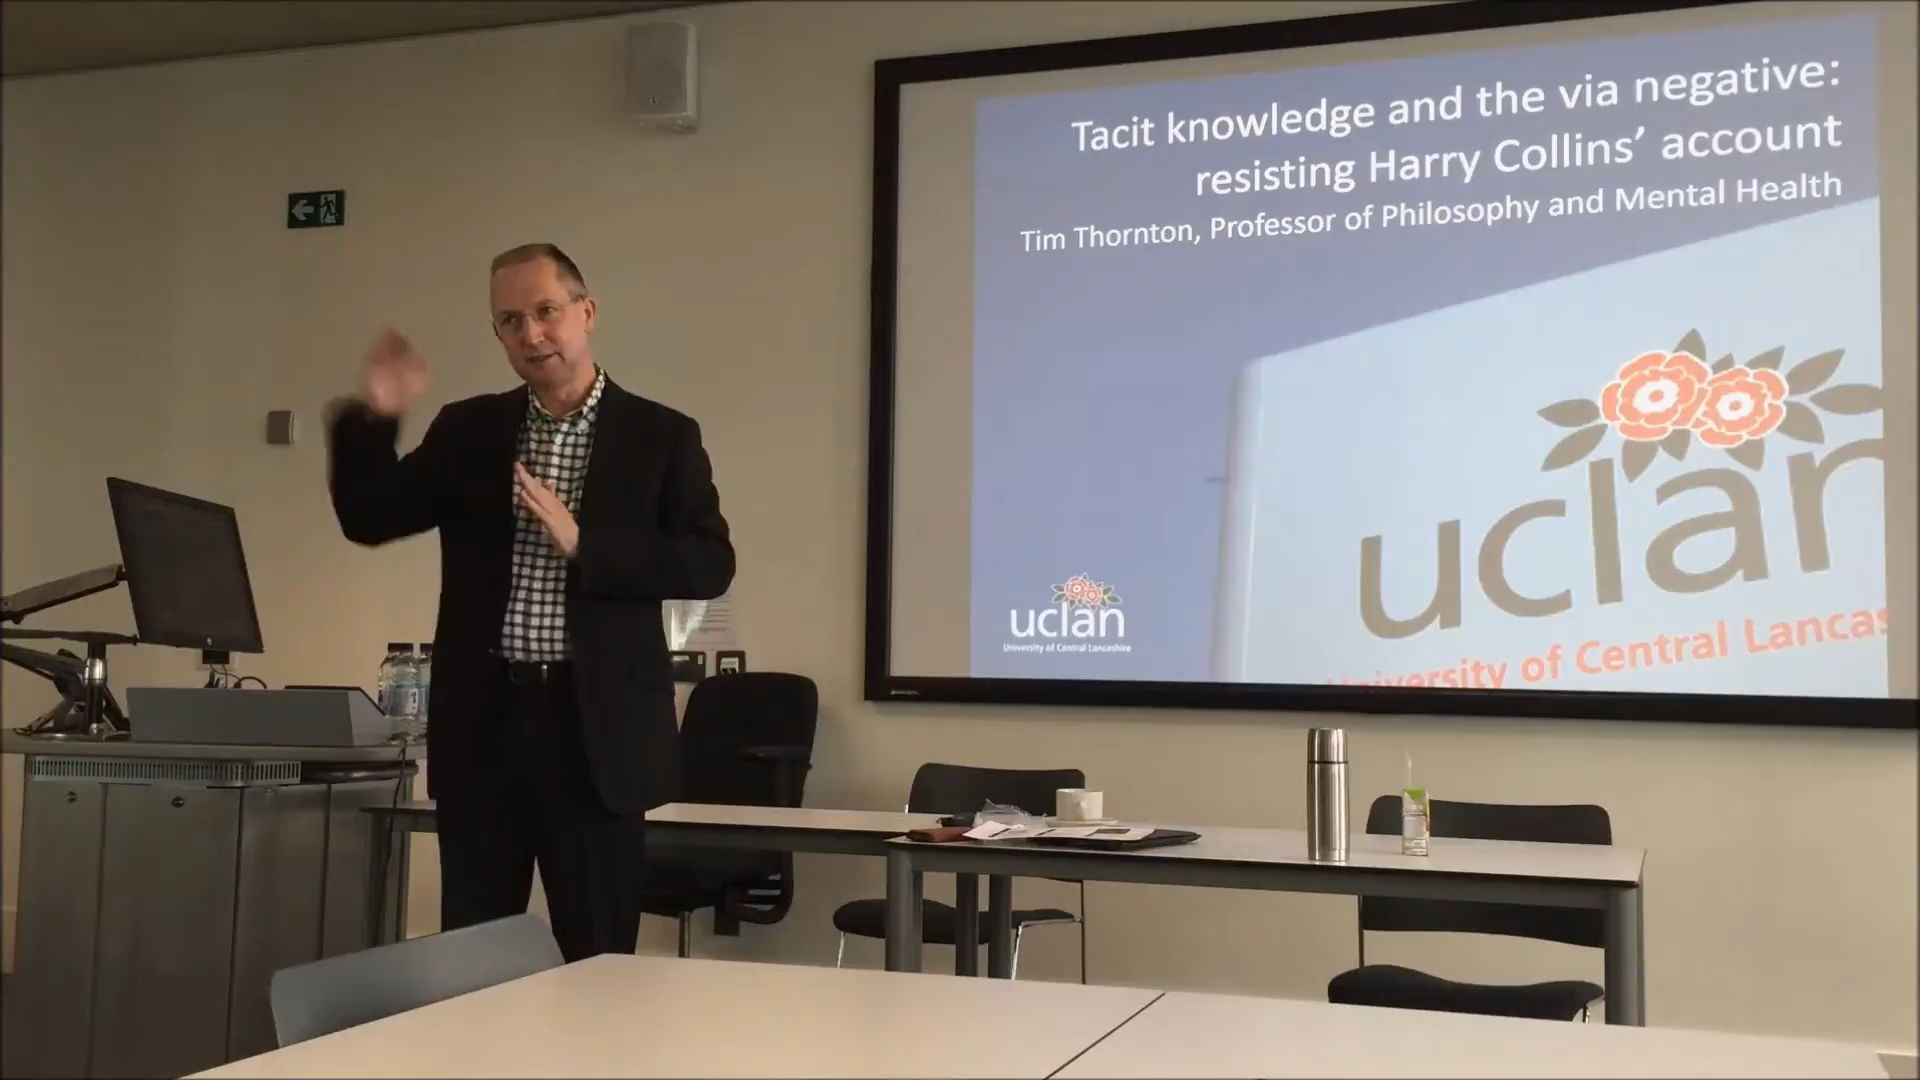 Tacit knowledge and the via negative:
resisting Harry Collins’ account
Tim Thornton, Professor of Philosophy and Mental Health
uclan
University of Central Lancas
uclan
University of Central Lancashire